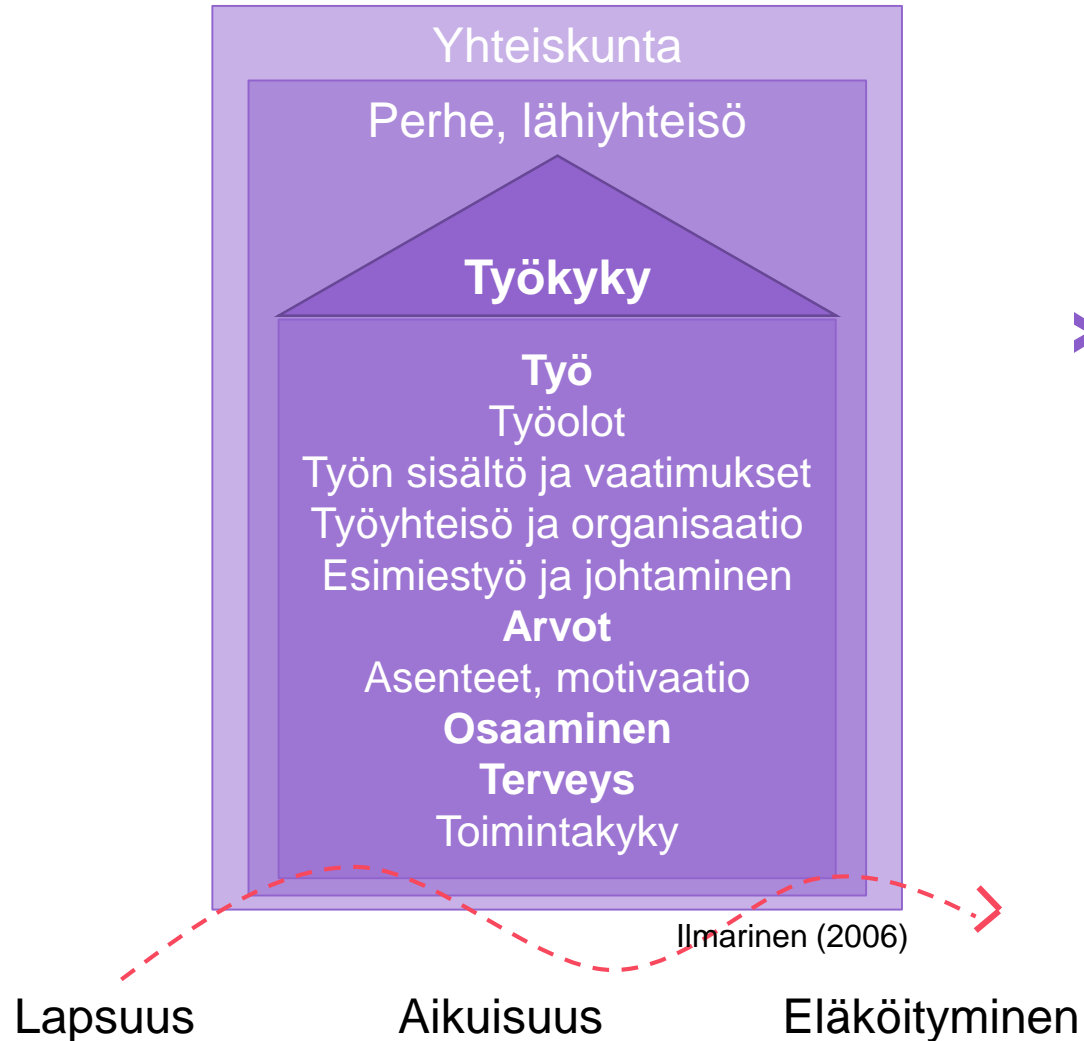 Yhteiskunta
Perhe, lähiyhteisö
Työkyky
Työ
Työolot
Työn sisältö ja vaatimukset
Työyhteisö ja organisaatio
Esimiestyö ja johtaminen
Arvot
Asenteet, motivaatio
Osaaminen
Terveys
Toimintakyky
Ilmarinen (2006)
Lapsuus Aikuisuus Eläköityminen